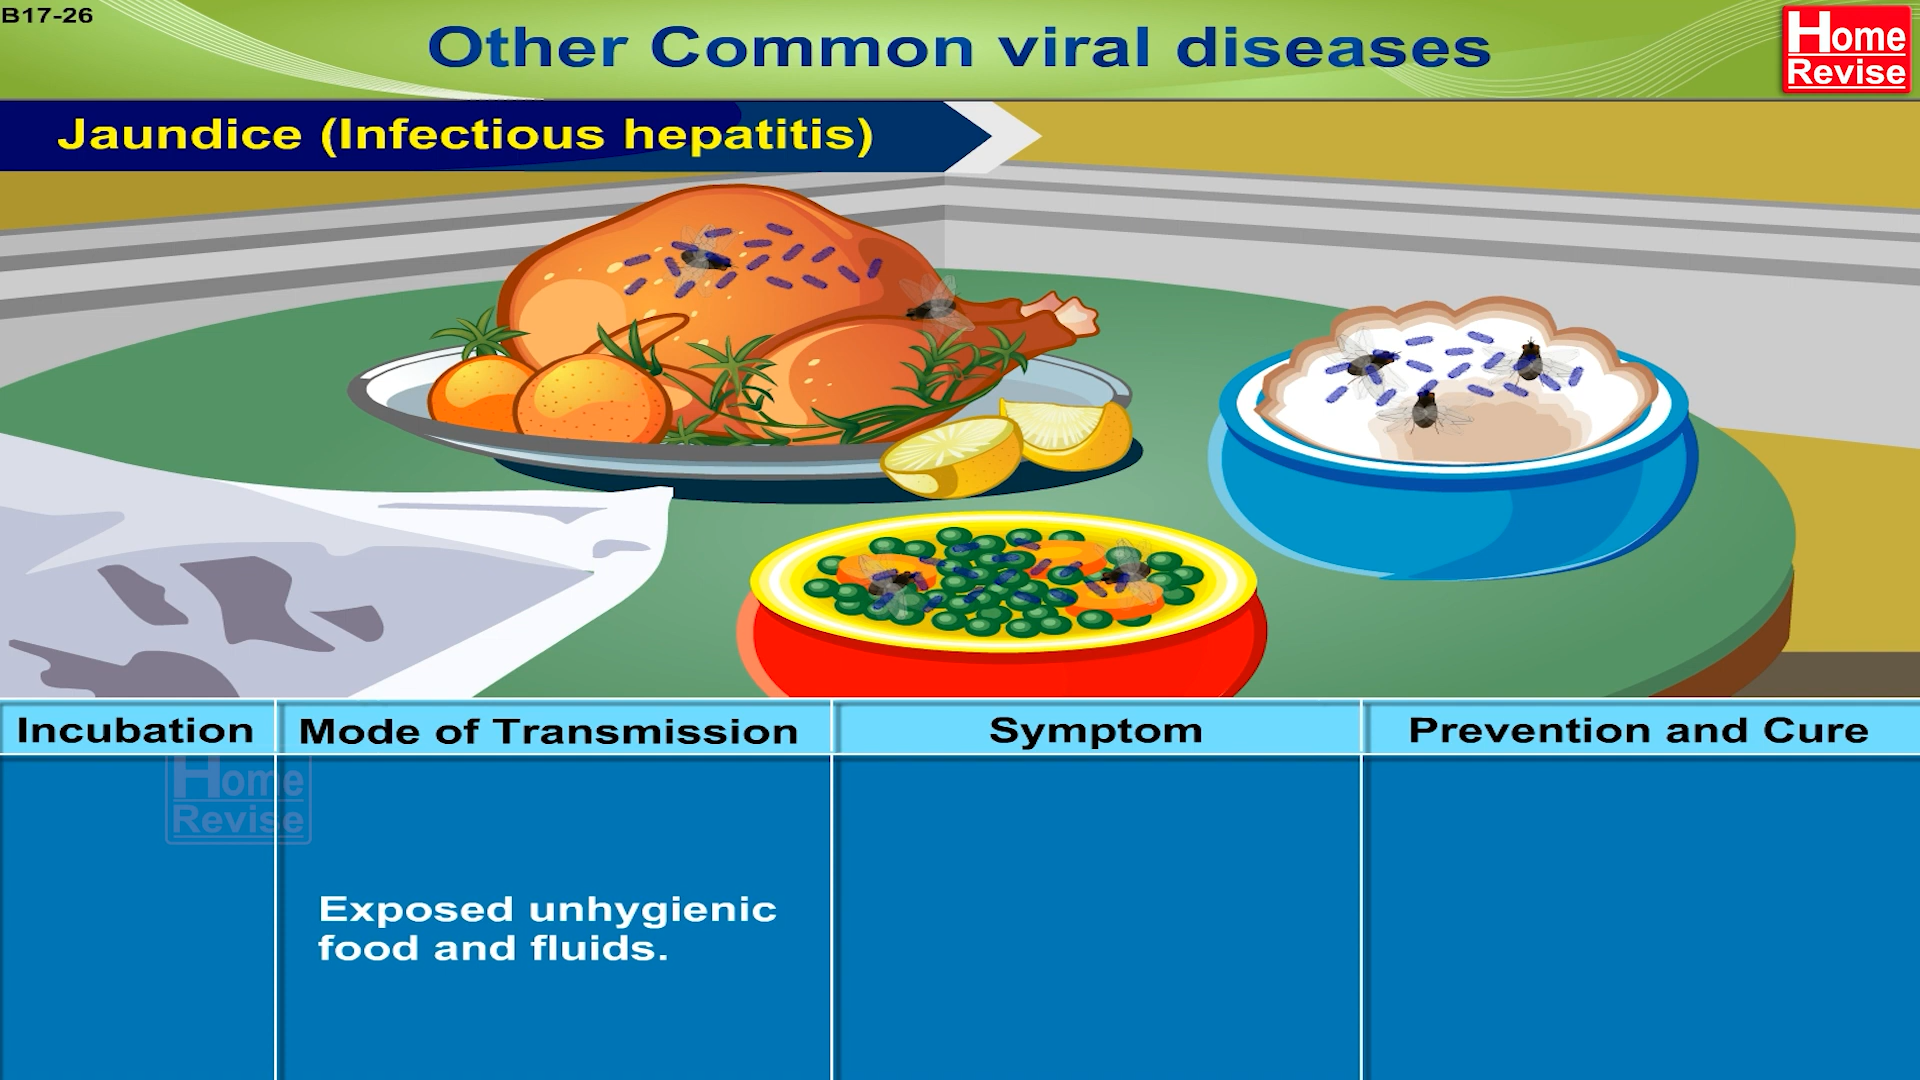 B17-26
Other Common viral diseases
Home
Revise
Jaundice (Infectious hepatitis)
Incubation
Mode of Transmission
Symptom
Prevention and Cure
Home
Revise
Exposed unhygienic
food and fluids.